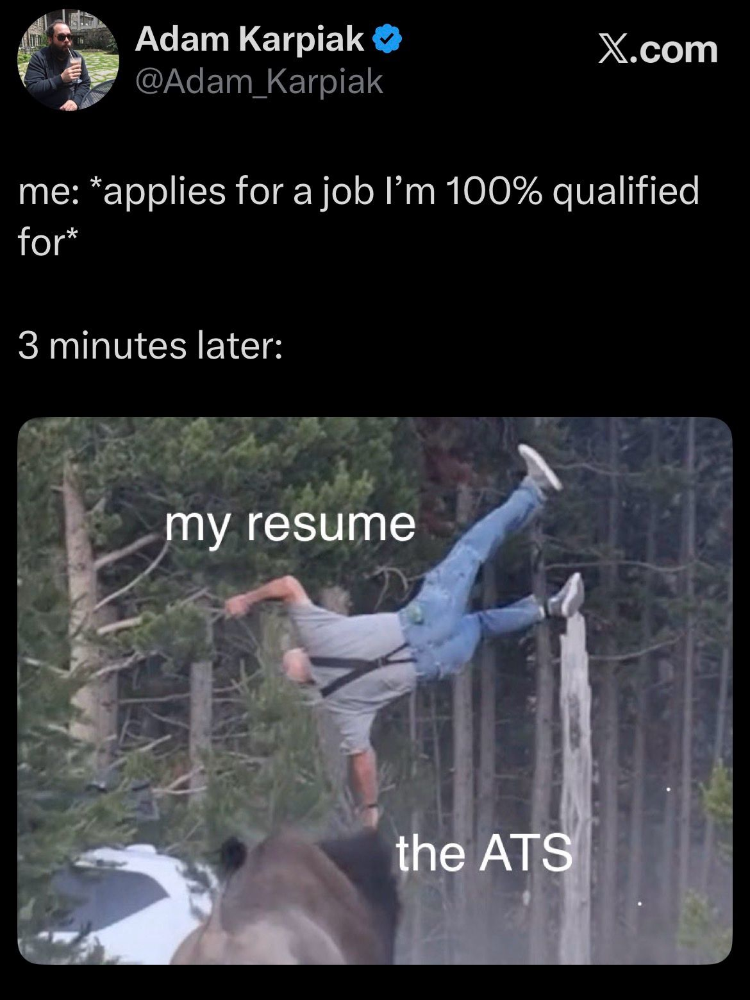 Adam Karpiak
X.com
@Adam_Karpiak
me: *applies for a job I’m 100% qualified
for*
3 minutes later:
my resume
the ATS